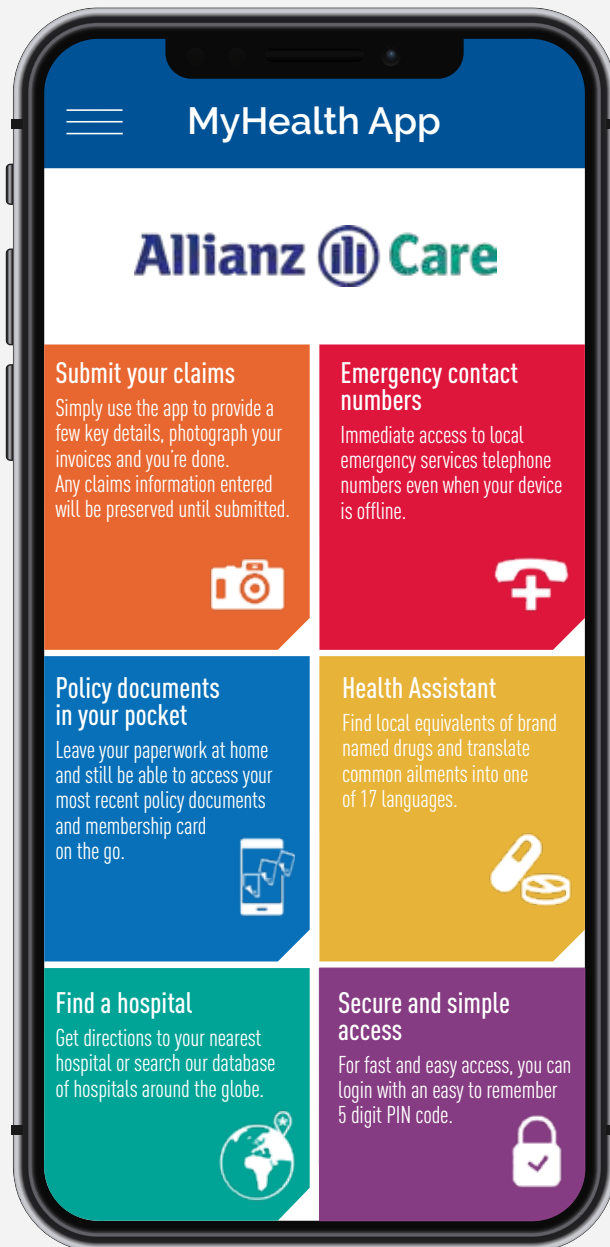 MyHealth App
Allianz Care
Submit your claims
Simply use the app to provide a
few key details, photograph your
invoices and you're done.
Any claims information entered
will be preserved until submitted.
Emergency contact
numbers
Immediate access to local
emergency services telephone
numbers even when your device
is offline.
Policy documents
in your pocket
Leave your paperwork at home
and still be able to access your
most recent policy documents
and membership card
on the go.
Health Assistant
Find local equivalents of brand
named drugs and translate
common ailments into one
of 17 languages.
Find a hospital
Get directions to your nearest
hospital or search our database
of hospitals around the globe.
Secure and simple
access
For fast and easy access, you can
login with an easy to remember
5 digit PIN code.